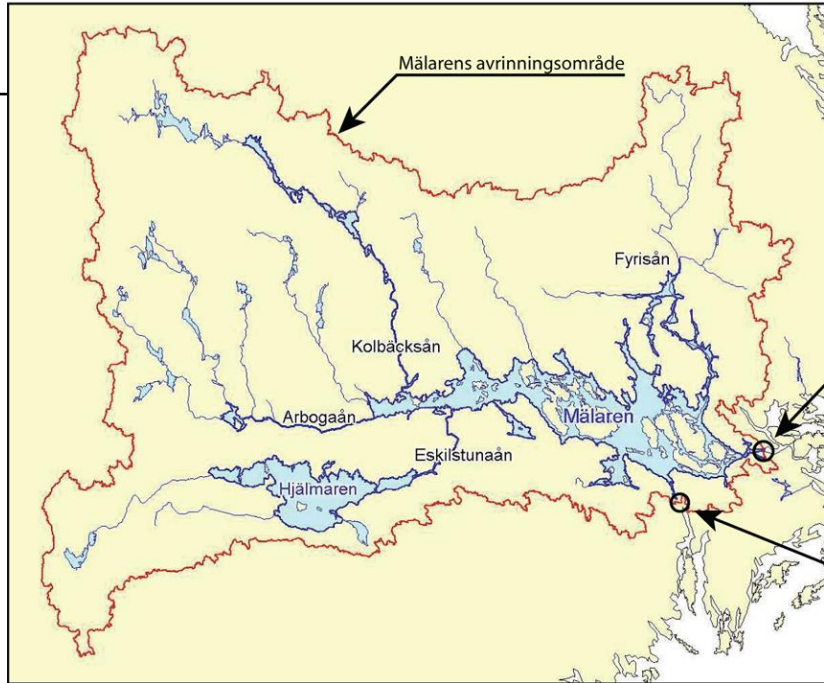 Mälarens avrinningsområde
Fyrisån
Kolbäcksån
Arbogaån
Mälaren
Eskilstunaån
Hjälmaren